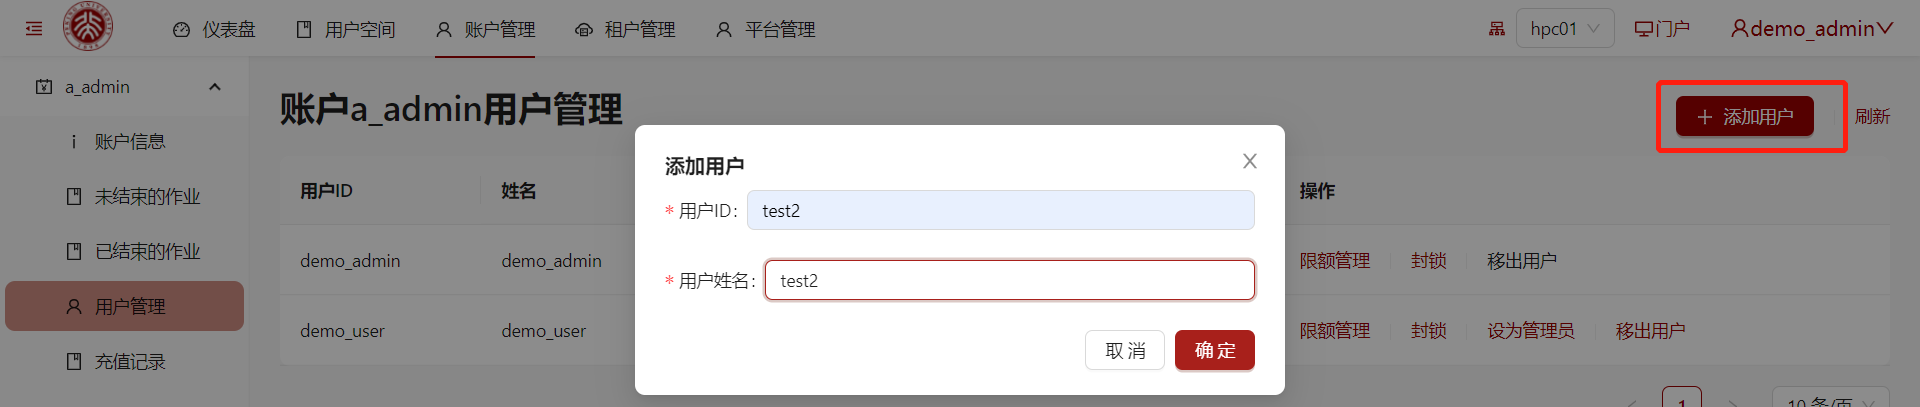 仪表盘 用户空间 账户管理 租户管理 平台管理 hpc01 门户 demo_admin
a_admin
账户信息
未结束的作业
已结束的作业
用户管理
充值记录
账户a_admin用户管理
添加用户 刷新
用户ID 姓名 操作
demo_admin demo_admin 限额管理 封锁 移出用户
demo_user demo_user 限额管理 封锁 设为管理员 移出用户
添加用户
* 用户ID: test2
* 用户姓名: test2
取 消 确 定
1 10 条/页